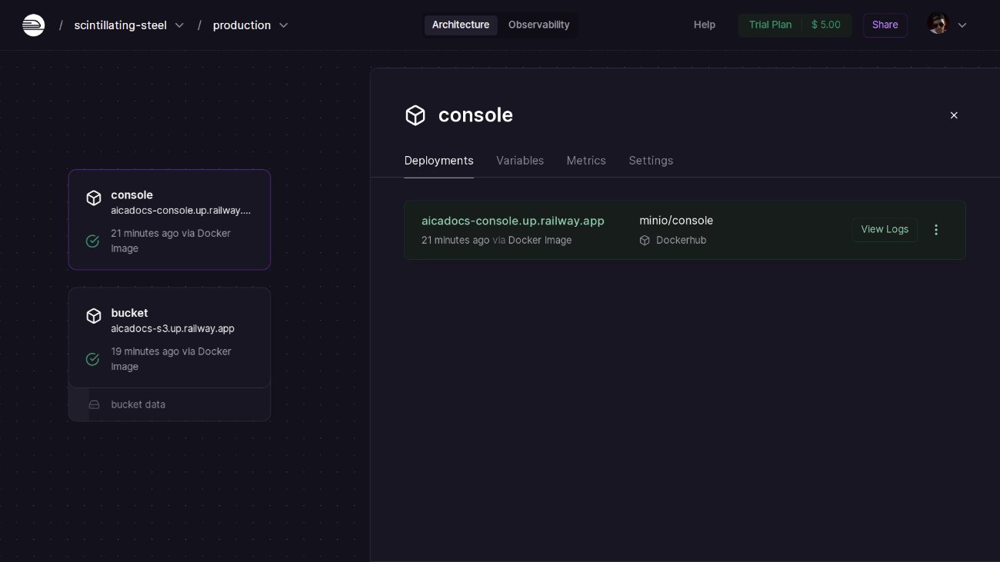 / scintillating-steel / production
Architecture Observability
Help Trial Plan $ 5.00 Share
console
aicadocs-console.up.railway....
21 minutes ago via Docker
Image
bucket
aicadocs-s3.up.railway.app
19 minutes ago via Docker
Image
bucket data
console
Deployments Variables Metrics Settings
aicadocs-console.up.railway.app
21 minutes ago via Docker Image
minio/console
Dockerhub
View Logs